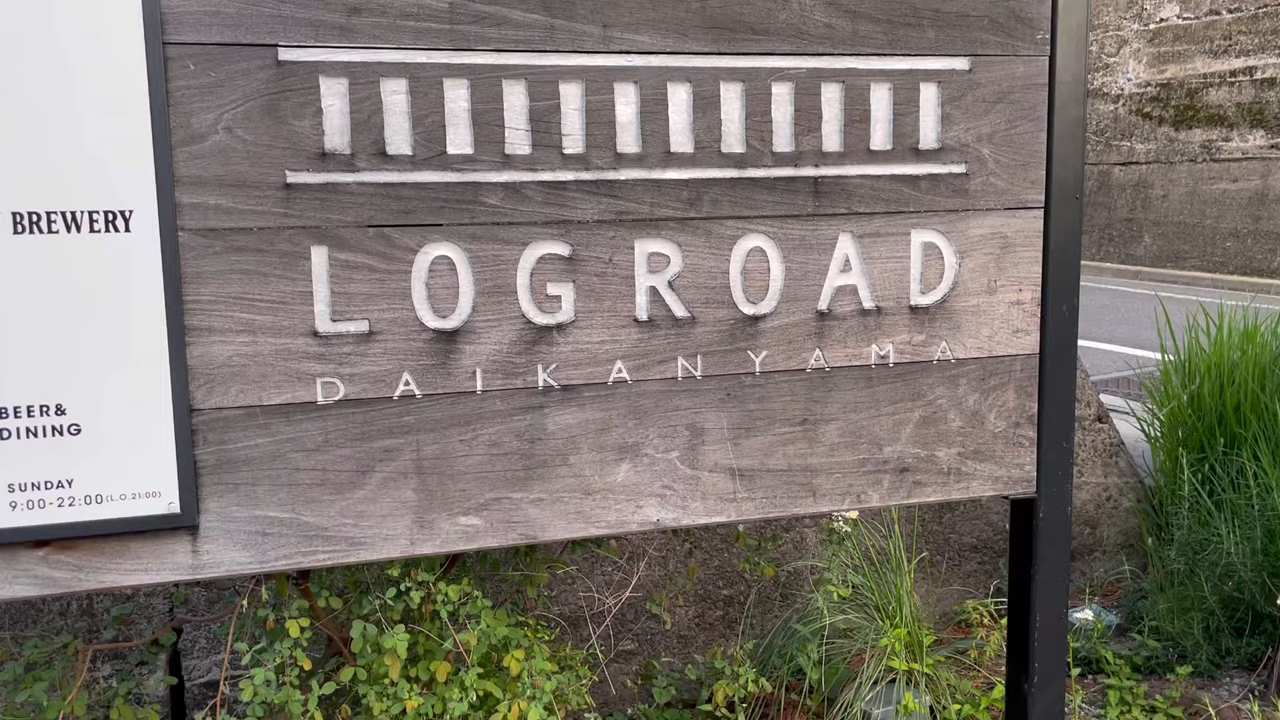 BREWERY
BEER&
DINING
SUNDAY
9:00-22:00(L.O.21:00)
LOGROAD
DAIKANYAMA